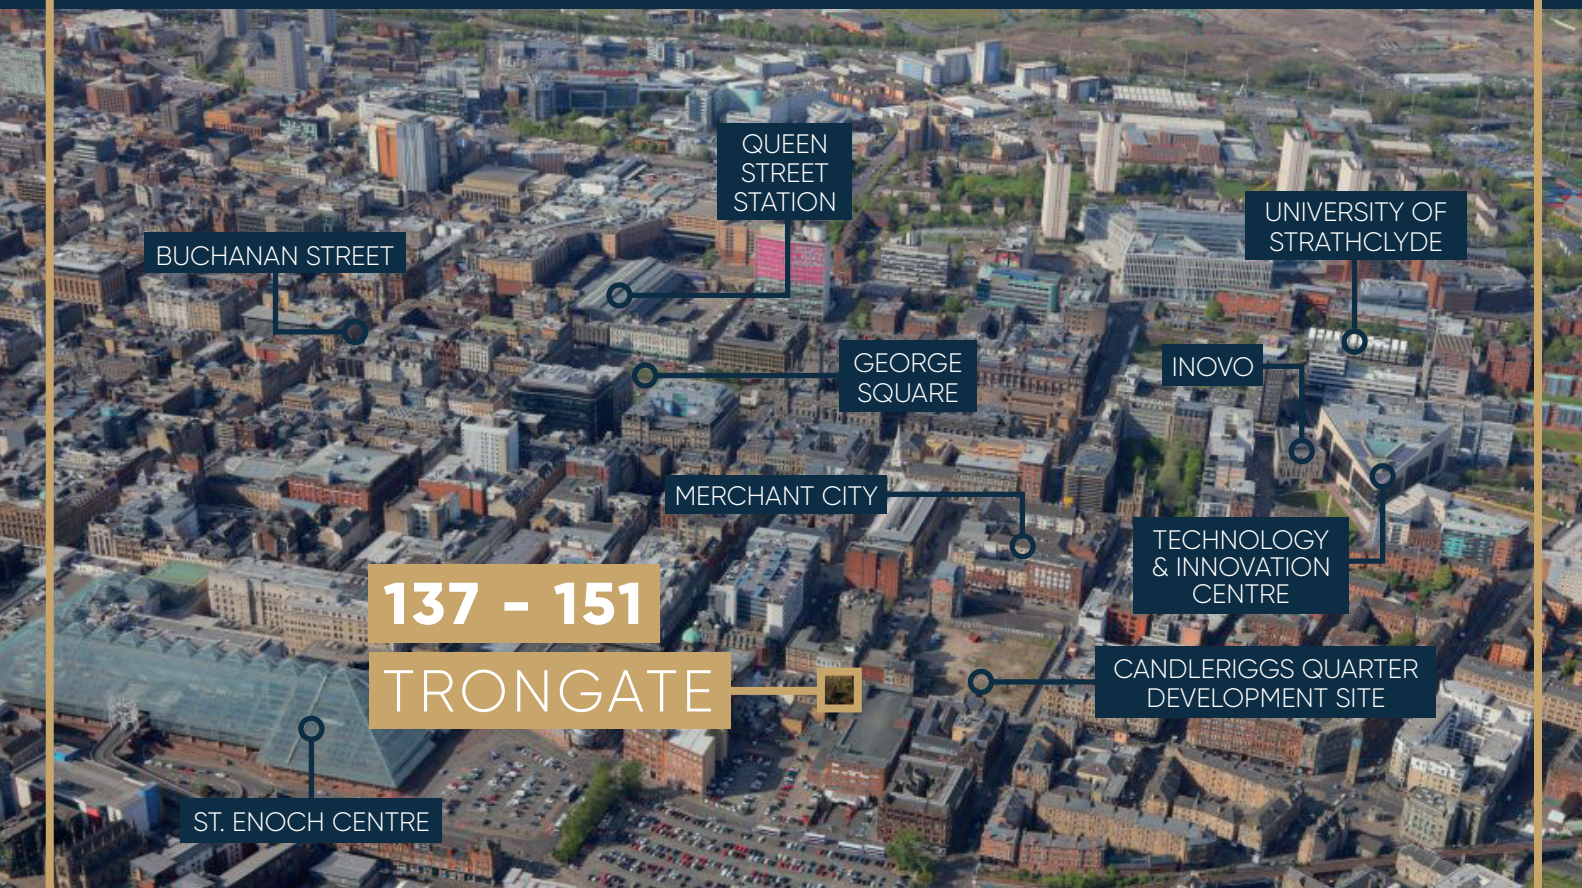 QUEEN
STREET
STATION
UNIVERSITY OF
STRATHCLYDE
BUCHANAN STREET
GEORGE
SQUARE
INOVO
MERCHANT CITY
TECHNOLOGY
& INNOVATION
CENTRE
137 - 151
TRONGATE
CANDLERIGGS QUARTER
DEVELOPMENT SITE
ST. ENOCH CENTRE